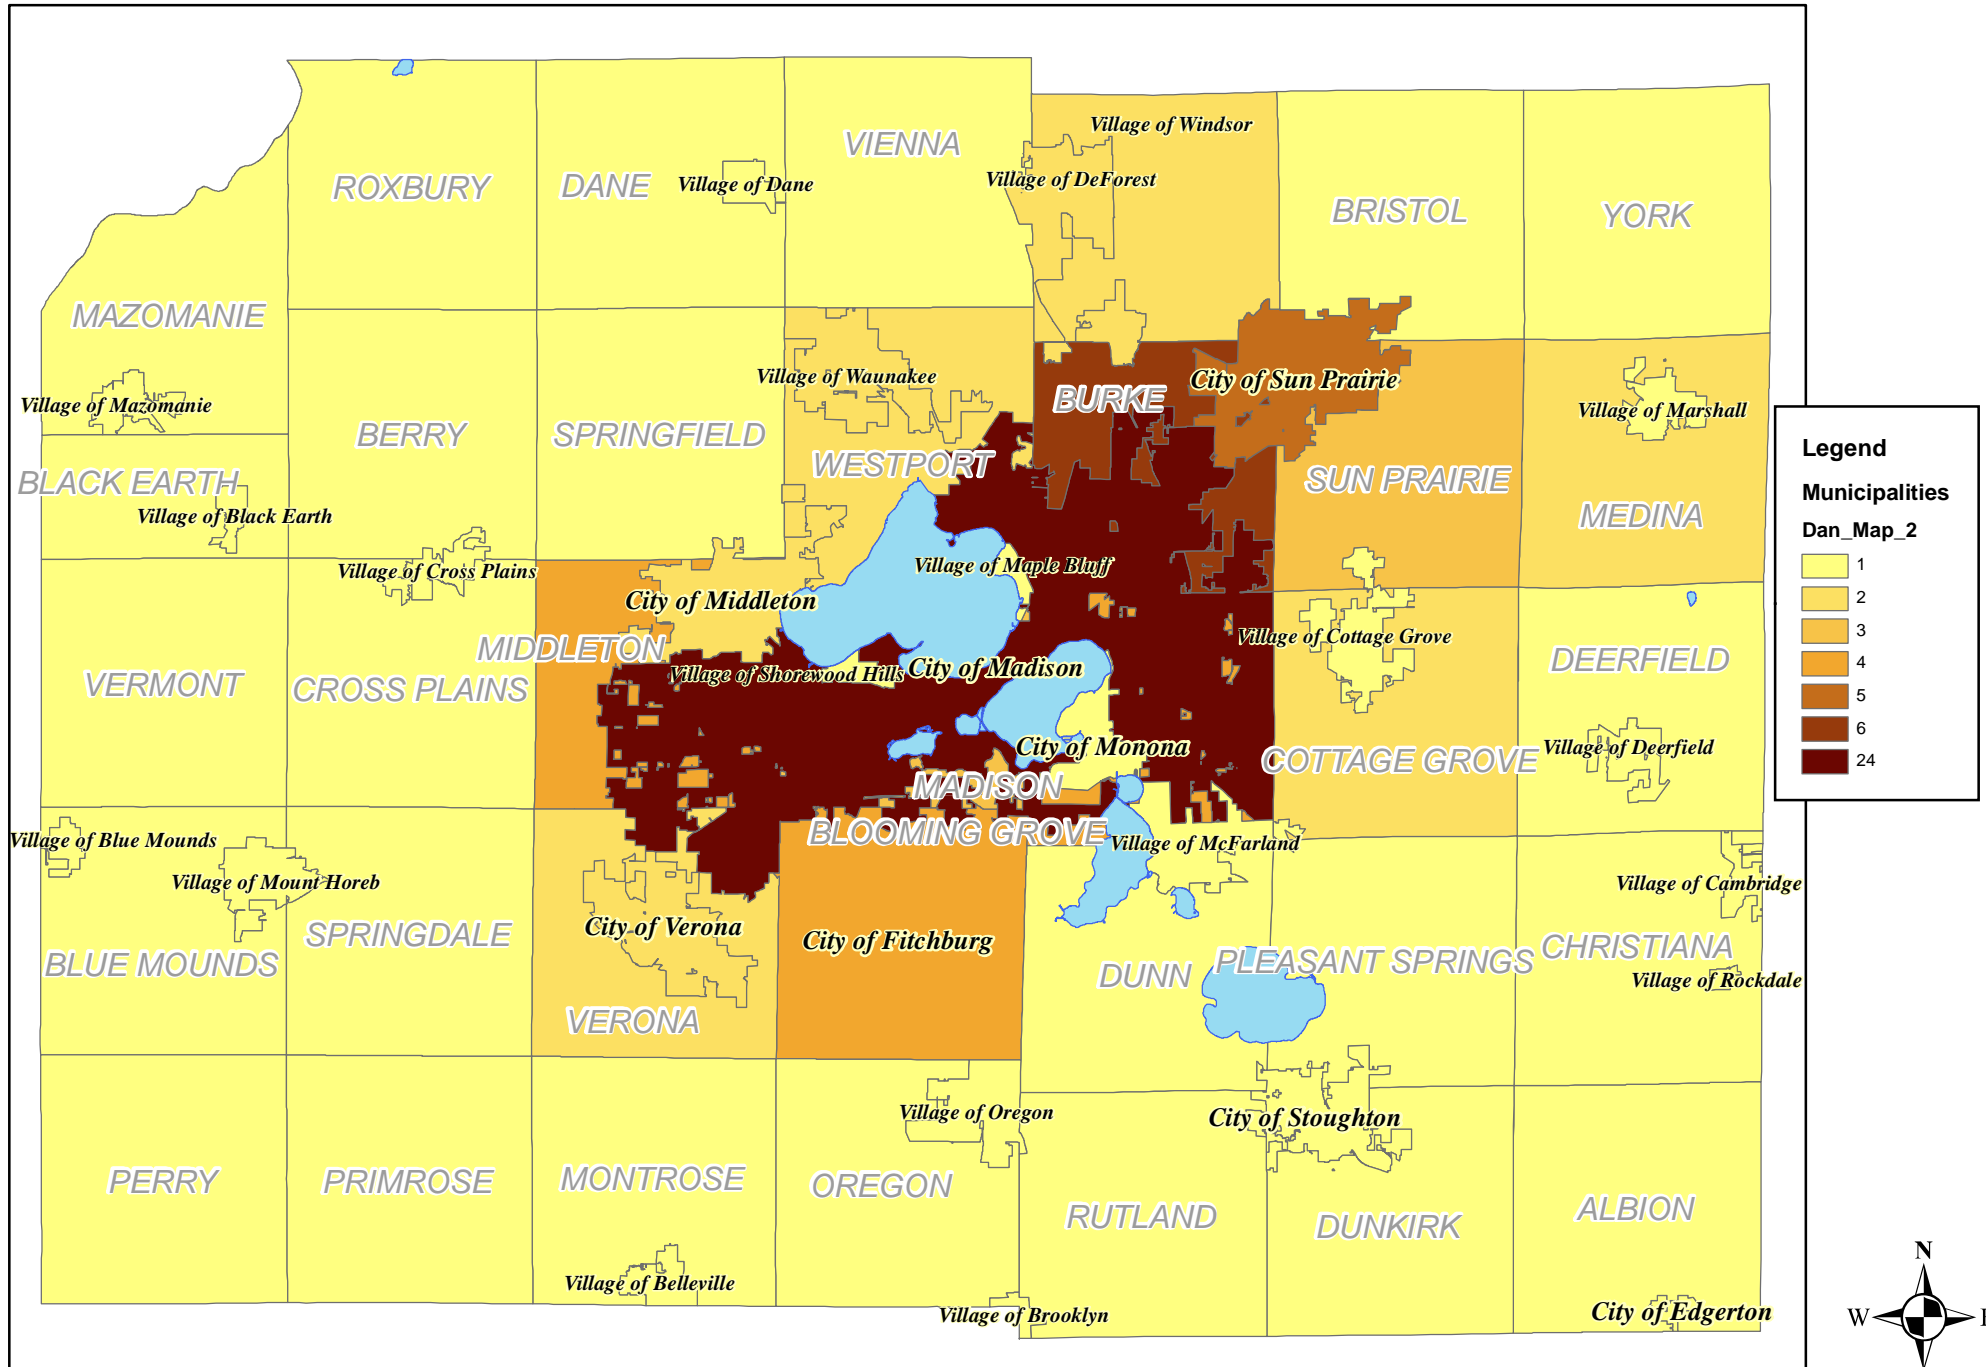 Village of Windsor
VIENNA
Village of DeForest
ROXBURY
DANE
Village of Dane
BRISTOL
YORK
MAZOMANIE
Village of Waunakee
City of Sun Prairie
BURKE
Village of Mazomanie
Village of Marshall
BERRY
SPRINGFIELD
WESTPORT
BLACK EARTH
SUN PRAIRIE
Village of Black Earth
MEDINA
Village of Cross Plains
Village of Maple Bluff
City of Middleton
Village of Cottage Grove
MIDDLETON
VERMONT
CROSS PLAINS
Village of Shorewood Hills
City of Madison
DEERFIELD
City of Monona
COTTAGE GROVE
Village of Deerfield
MADISON
BLOOMING GROVE
Village of McFarland
Village of Blue Mounds
Village of Mount Horeb
Village of Cambridge
City of Verona
City of Fitchburg
SPRINGDALE
BLUE MOUNDS
DUNN
PLEASANT SPRINGS
CHRISTIANA
Village of Rockdale
VERONA
Village of Oregon
City of Stoughton
PERRY
PRIMROSE
MONTROSE
OREGON
RUTLAND
DUNKIRK
ALBION
Village of Belleville
Village of Brooklyn
City of Edgerton
Legend
Municipalities
Dan_Map_2
1
2
3
4
5
6
24
N
W